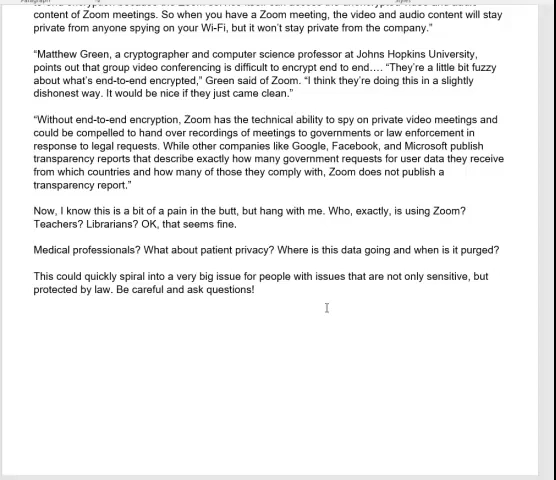 content of Zoom meetings. So when you have a Zoom meeting, the video and audio content will stay
private from anyone spying on your Wi-Fi, but it won't stay private from the company.”
“Matthew Green, a cryptographer and computer science professor at Johns Hopkins University,
points out that group video conferencing is difficult to encrypt end to end.… “They're a little bit fuzzy
about what's end-to-end encrypted,” Green said of Zoom. “I think they're doing this in a slightly
dishonest way. It would be nice if they just came clean.”
“Without end-to-end encryption, Zoom has the technical ability to spy on private video meetings and
could be compelled to hand over recordings of meetings to governments or law enforcement in
response to legal requests. While other companies like Google, Facebook, and Microsoft publish
transparency reports that describe exactly how many government requests for user data they receive
from which countries and how many of those they comply with, Zoom does not publish a
transparency report.”
Now, I know this is a bit of a pain in the butt, but hang with me. Who, exactly, is using Zoom?
Teachers? Librarians? OK, that seems fine.
Medical professionals? What about patient privacy? Where is this data going and when is it purged?
This could quickly spiral into a very big issue for people with issues that are not only sensitive, but
protected by law. Be careful and ask questions!